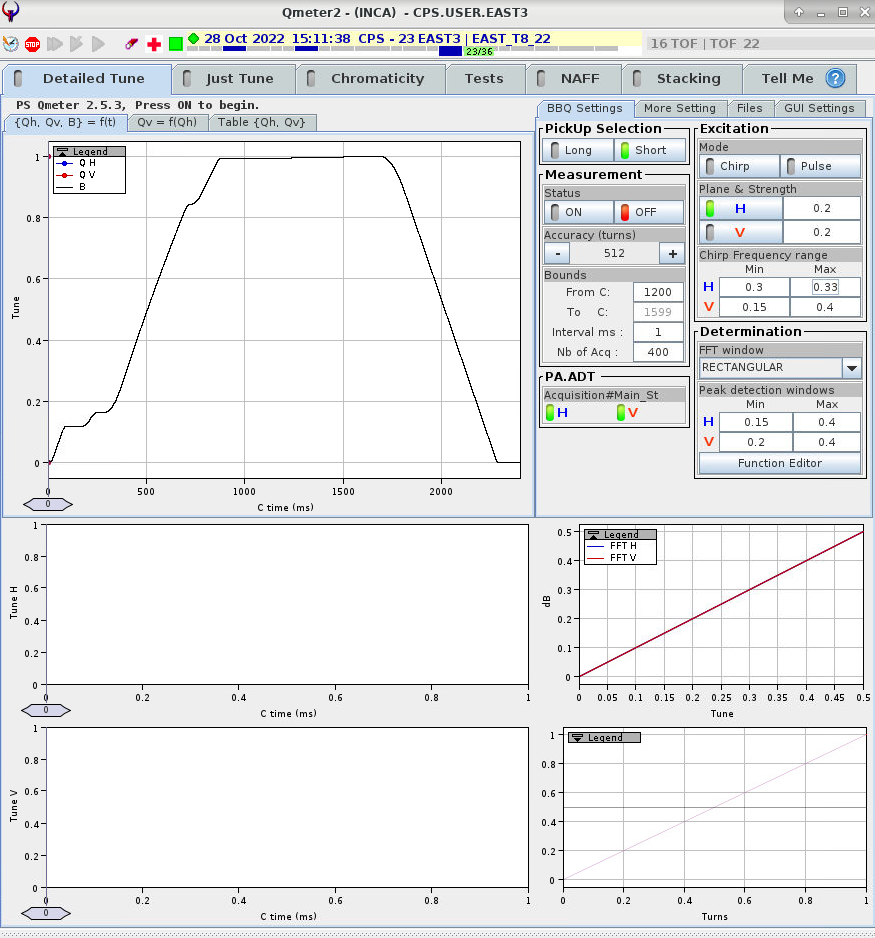 Qmeter2 - (INCA)  - CPS.USER.EAST3
STOP
28 Oct 2022 15:11:38  CPS - 23 EAST3 | EAST_T8_22
23/36
16 TOF | TOF_22
Detailed Tune
Just Tune
Chromaticity
Tests
NAFF
Stacking
Tell Me ?
PS Qmeter 2.5.3, Press ON to begin.
{Qh, Qv, B} = f(t)
Qv = f(Qh)
Table {Qh, Qv}
Legend
Q H
Q V
B
1
0.8
0.6
0.4
0.2
0
Tune
0 500 1000 1500 2000
0
C time (ms)
BBQ Settings
More Setting
Files
GUI Settings
PickUp Selection
Long
Short
Measurement
Status
ON
OFF
Accuracy (turns)
- 512 +
Bounds
From C: 1200
To C: 1599
Interval ms : 1
Nb of Acq : 400
PA.ADT
Acquisition#Main_St
H V
Excitation
Mode
Chirp
Pulse
Plane & Strength
H 0.2
V 0.2
Chirp Frequency range
Min Max
H 0.3 0.33
V 0.15 0.4
Determination
FFT window
RECTANGULAR
Peak detection windows
Min Max
H 0.15 0.4
V 0.2 0.4
Function Editor
1
0.8
0.6
0.4
0.2
0
Tune H
0 0.2 0.4 0.6 0.8 1
0
C time (ms)
Legend
FFT H
FFT V
0.5
0.4
0.3
0.2
0.1
0
dB
0 0.05 0.1 0.15 0.2 0.25 0.3 0.35 0.4 0.45 0.5
Tune
1
0.8
0.6
0.4
0.2
0
Tune V
0 0.2 0.4 0.6 0.8 1
0
C time (ms)
Legend
1
0.8
0.6
0.4
0.2
0
0 0.2 0.4 0.6 0.8 1
Turns